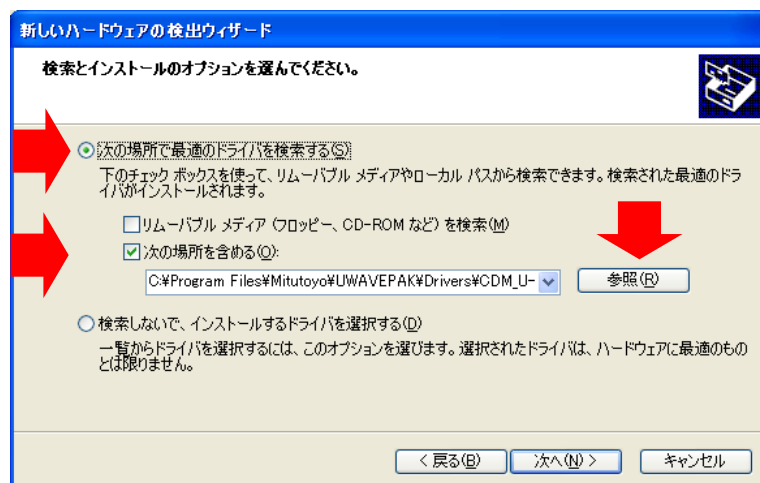 新しいハードウェアの検出ウィザード
検索とインストールのオプションを選んでください。
次の場所で最適のドライバを検索する(S)
下のチェック ボックスを使って、リムーバブル メディアやローカル パスから検索できます。検索された最適のドラ
イバがインストールされます。
リムーバブル メディア (フロッピー、CD-ROM など) を検索(M)
次の場所を含める(O):
C:¥Program Files¥Mitutoyo¥UWAVEPAK¥Drivers¥CDM_U-
参照(R)
検索しないで、インストールするドライバを選択する(D)
一覧からドライバを選択するには、このオプションを選びます。選択されたドライバは、ハードウェアに最適のもの
とは限りません。
< 戻る(B) 次へ(N) > キャンセル